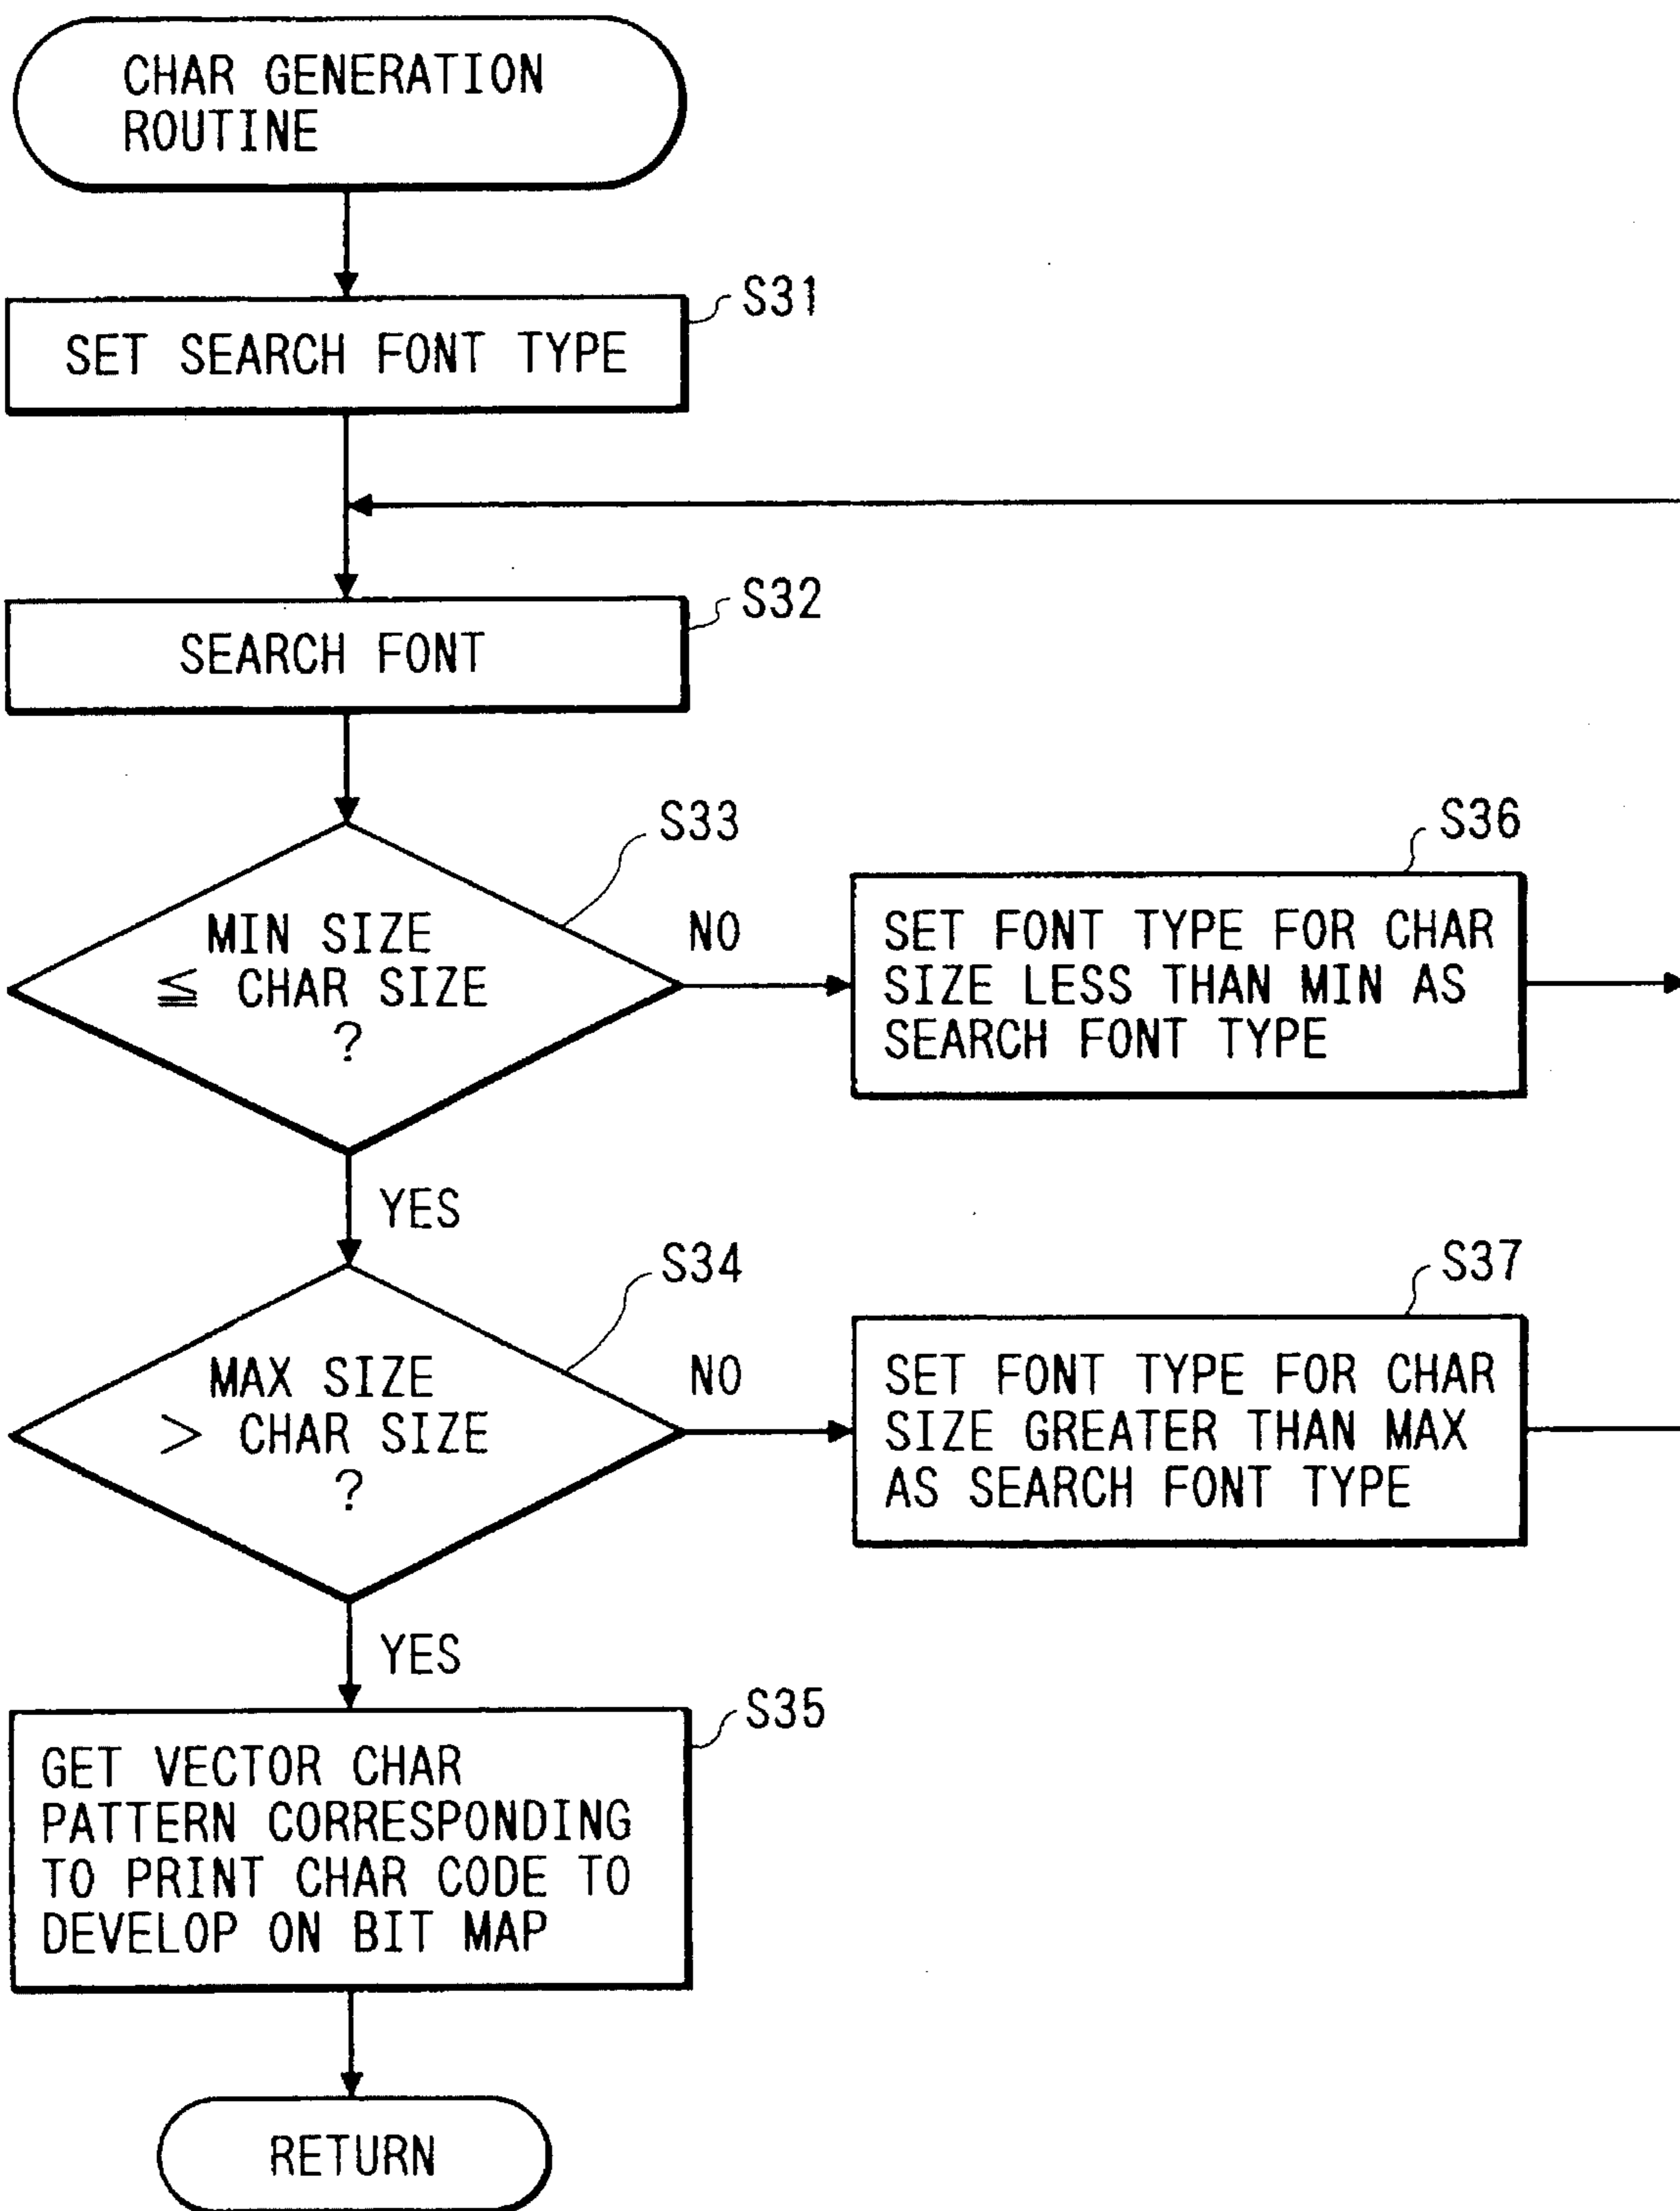 CHAR GENERATION
ROUTINE
S31
SET SEARCH FONT TYPE
S32
SEARCH FONT
S33
MIN SIZE
≦ CHAR SIZE
?
NO
S36
SET FONT TYPE FOR CHAR
SIZE LESS THAN MIN AS
SEARCH FONT TYPE
YES
S34
MAX SIZE
> CHAR SIZE
?
NO
S37
SET FONT TYPE FOR CHAR
SIZE GREATER THAN MAX
AS SEARCH FONT TYPE
YES
S35
GET VECTOR CHAR
PATTERN CORRESPONDING
TO PRINT CHAR CODE TO
DEVELOP ON BIT MAP
RETURN